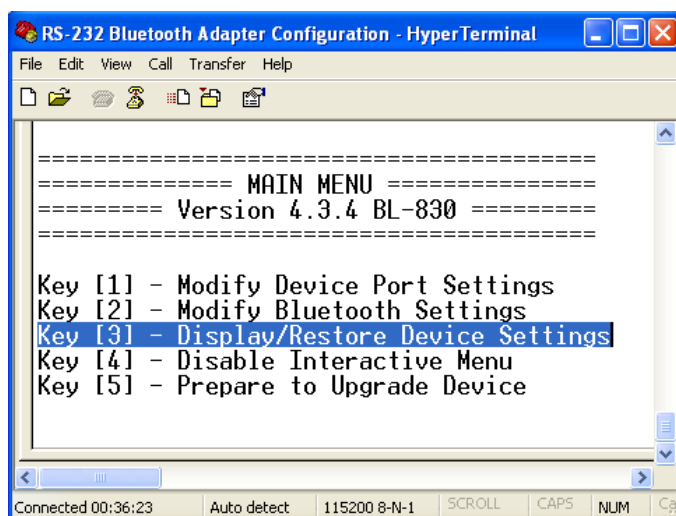 RS-232 Bluetooth Adapter Configuration - HyperTerminal
File Edit View Call Transfer Help
========================================
============== MAIN MENU ===============
========= Version 4.3.4 BL-830 =========
========================================
Key [1] - Modify Device Port Settings
Key [2] - Modify Bluetooth Settings
Key [3] - Display/Restore Device Settings
Key [4] - Disable Interactive Menu
Key [5] - Prepare to Upgrade Device
Connected 00:36:23 Auto detect 115200 8-N-1 SCROLL CAPS NUM